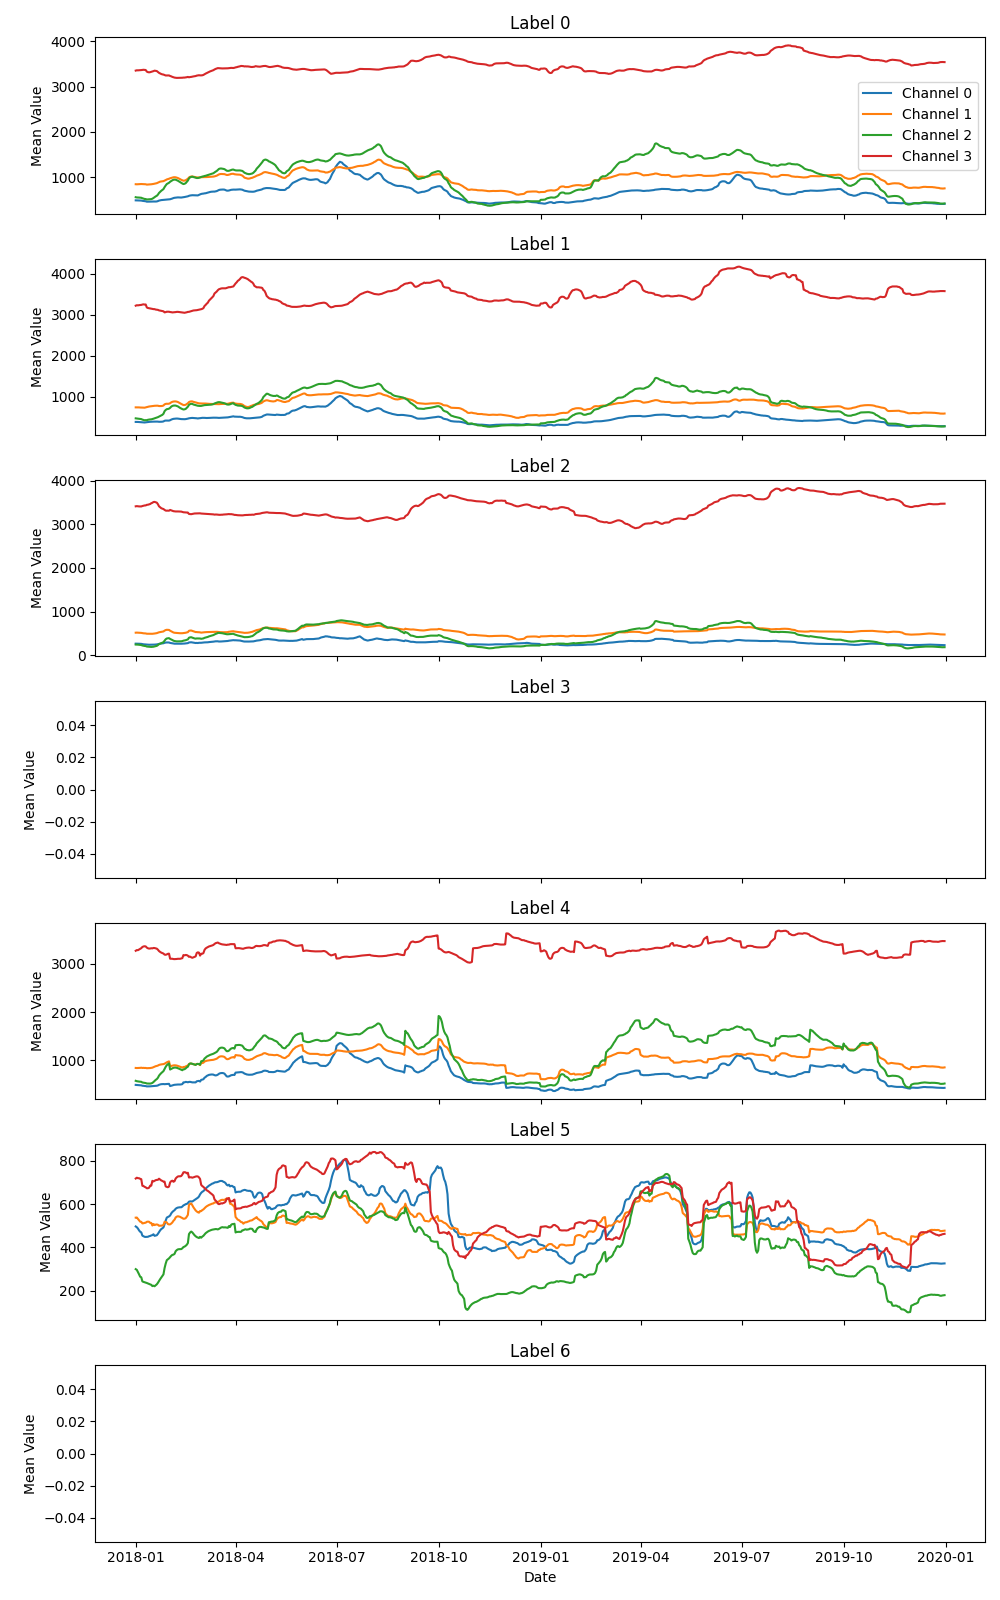 Label 0
Mean Value
4000
3000
2000
1000
Channel 0
Channel 1
Channel 2
Channel 3
Label 1
Mean Value
4000
3000
2000
1000
Label 2
Mean Value
4000
3000
2000
1000
0
Label 3
Mean Value
0.04
0.02
0.00
−0.02
−0.04
Label 4
Mean Value
3000
2000
1000
Label 5
Mean Value
800
600
400
200
Label 6
Mean Value
0.04
0.02
0.00
−0.02
−0.04
2018-01 2018-04 2018-07 2018-10 2019-01 2019-04 2019-07 2019-10 2020-01
Date